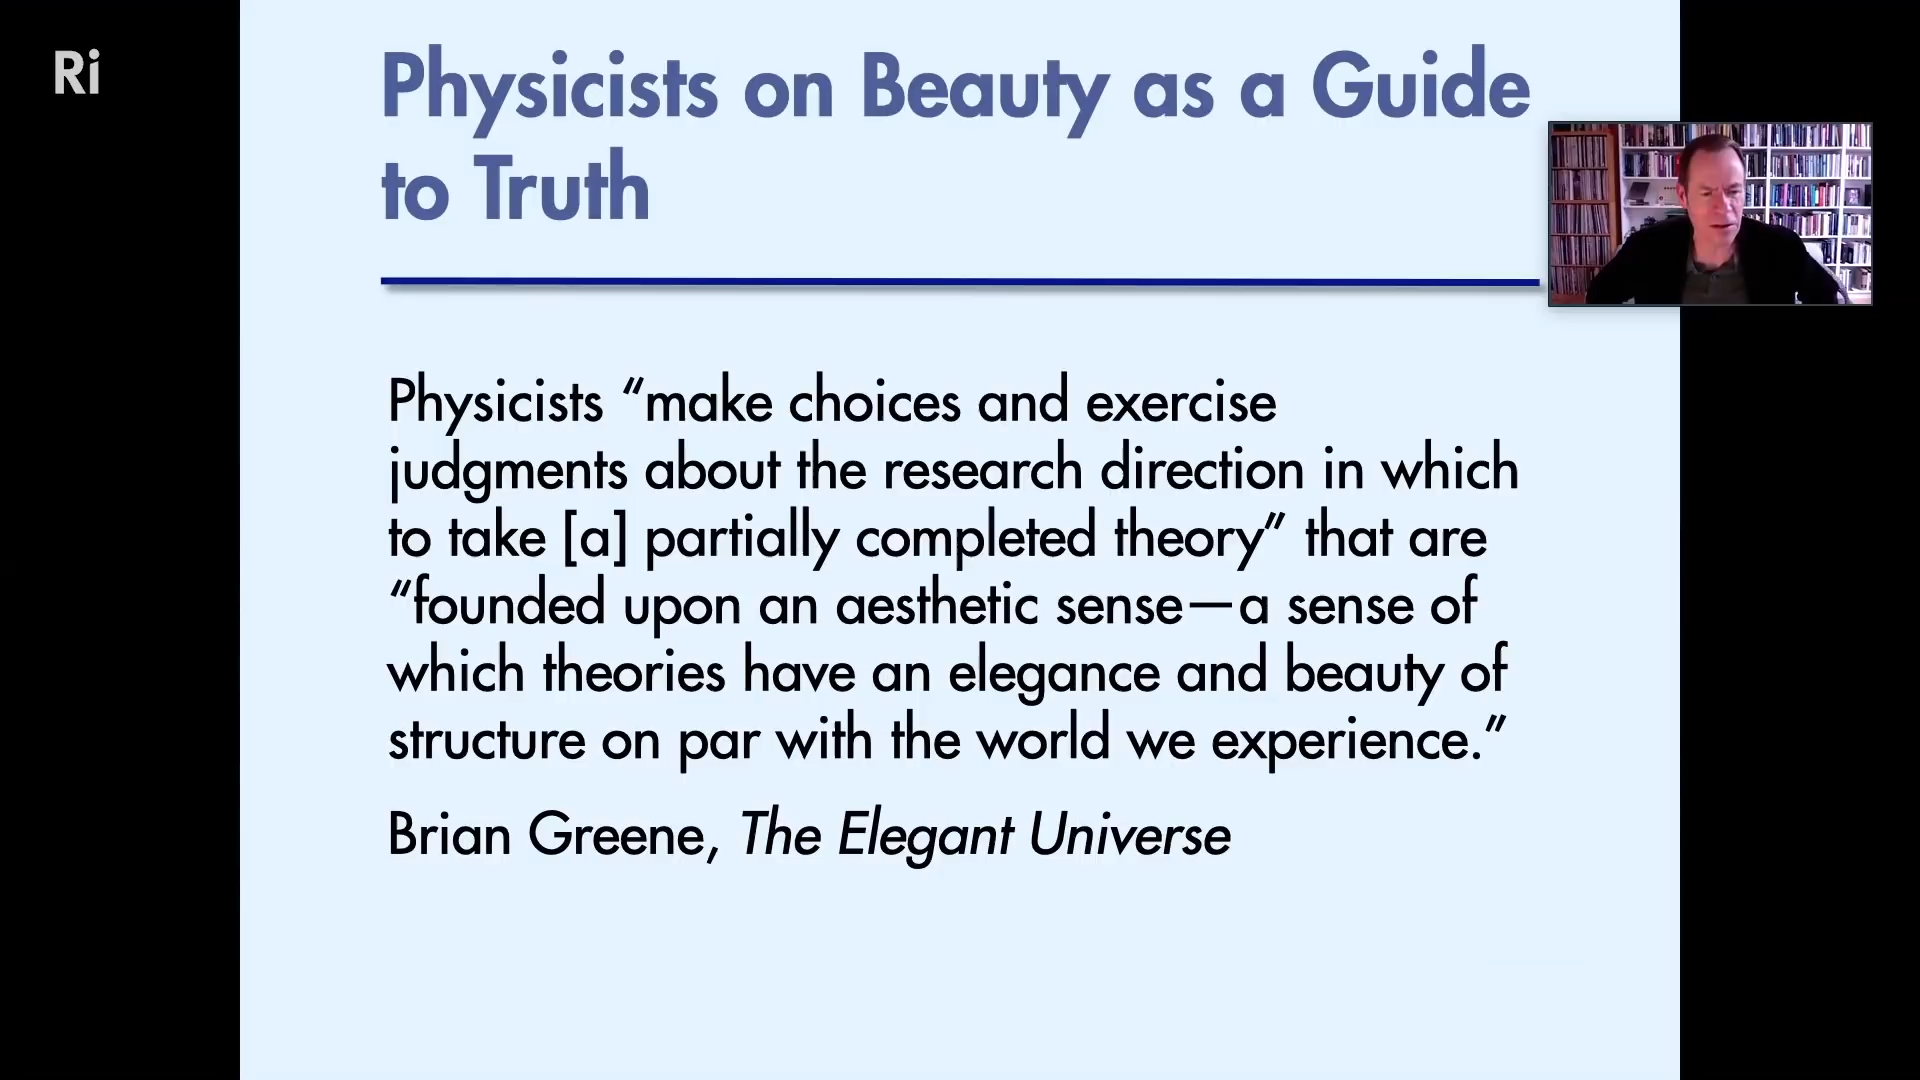 Ri
Physicists on Beauty as a Guide
to Truth
Physicists “make choices and exercise
judgments about the research direction in which
to take [a] partially completed theory” that are
“founded upon an aesthetic sense—a sense of
which theories have an elegance and beauty of
structure on par with the world we experience.”
Brian Greene, The Elegant Universe